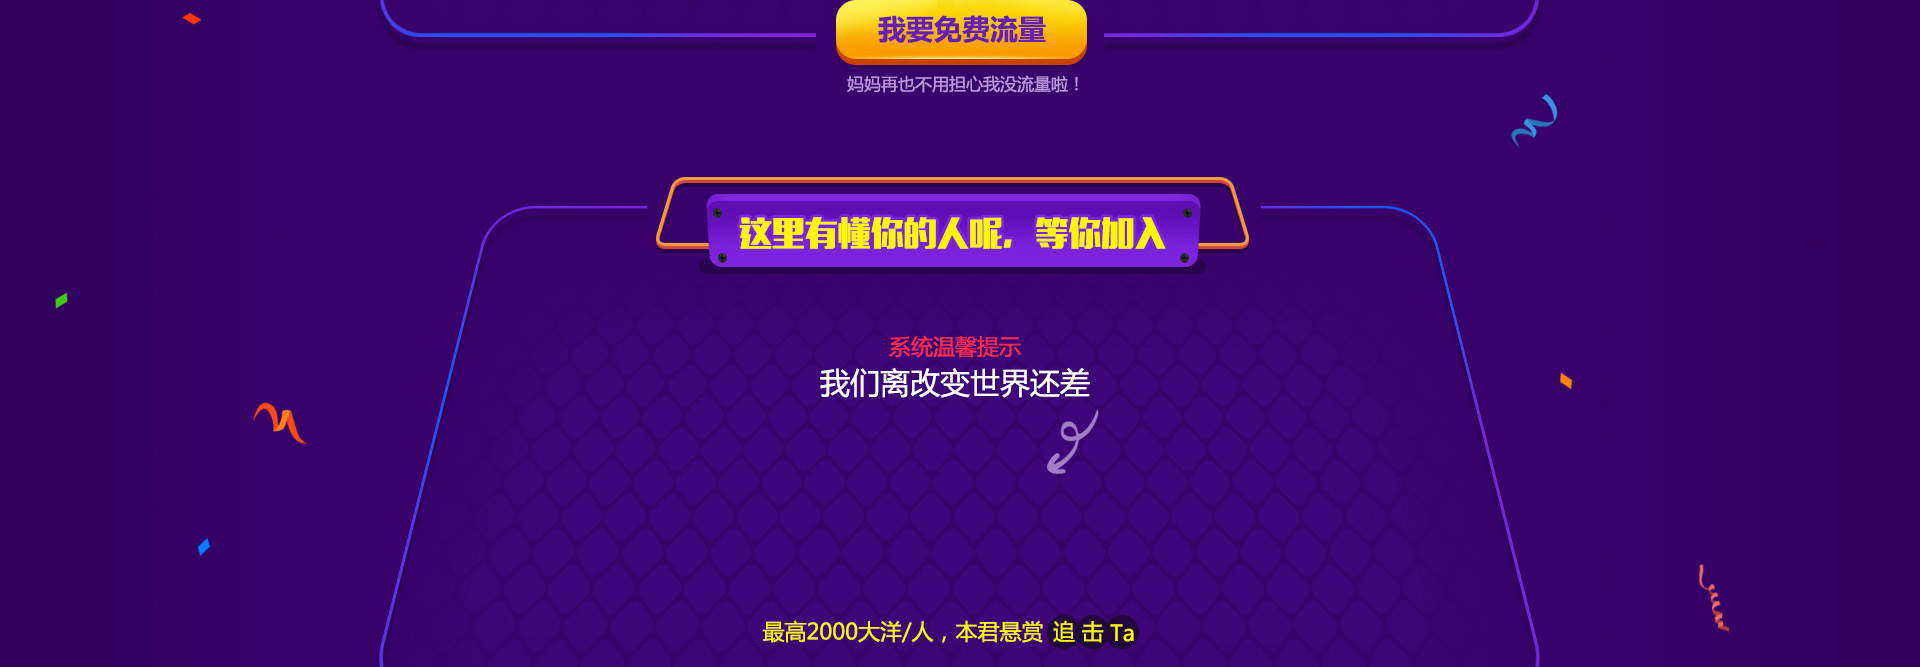 我要免费流量
妈妈再也不用担心我没流量啦！
这里有懂你的人呢，等你加入
系统温馨提示
我们离改变世界还差
最高2000大洋/人，本君悬赏 追 击 Ta